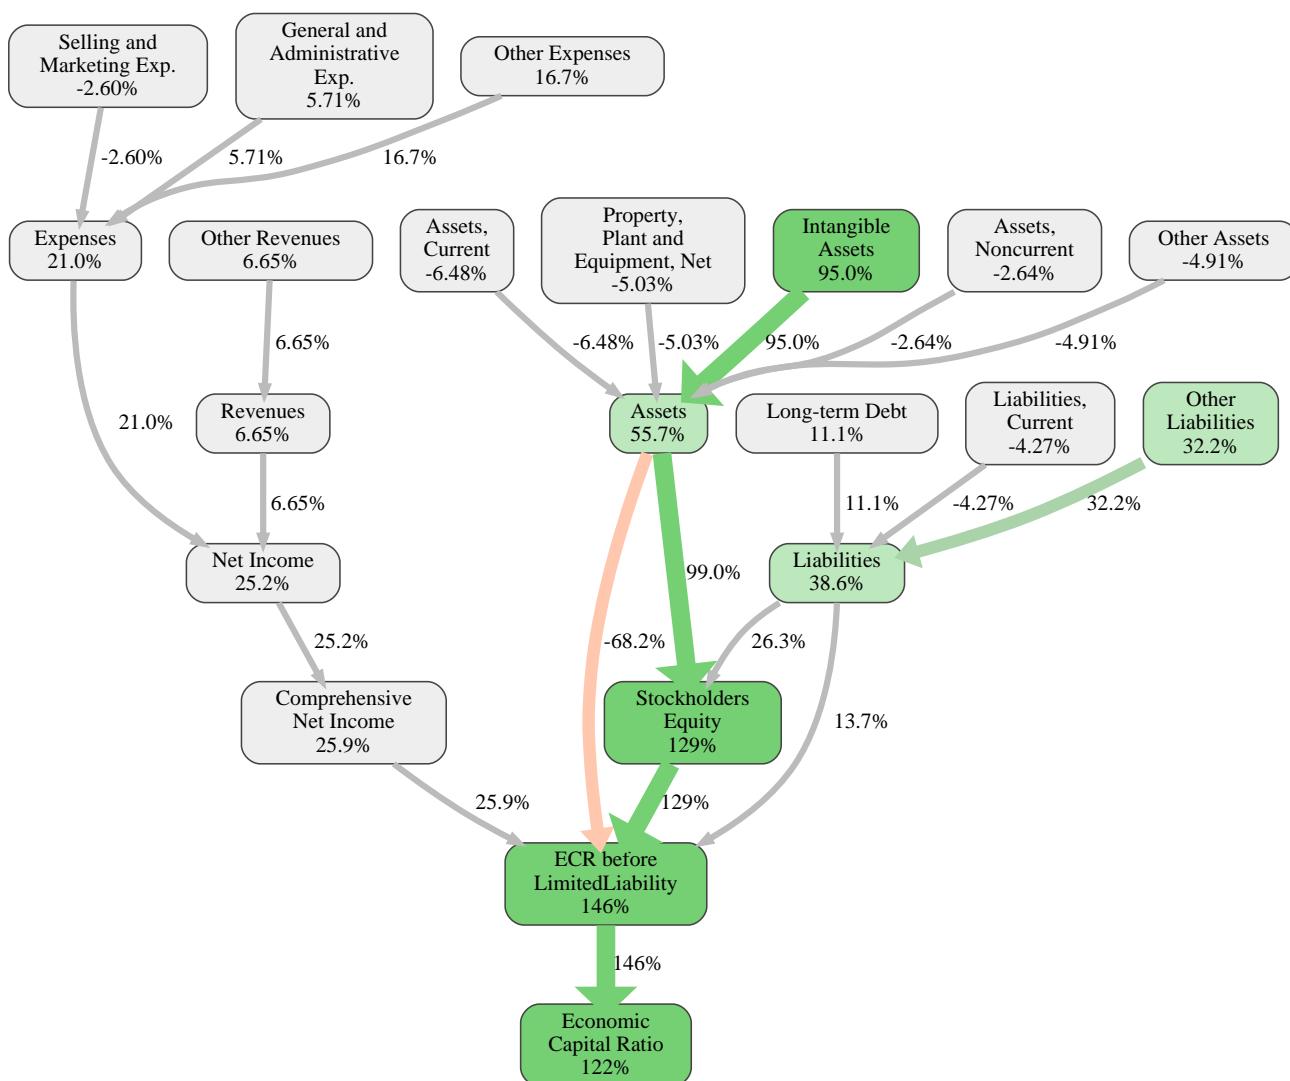 Selling and
Marketing Exp.
-2.60%
General and
Administrative
Exp.
5.71%
Other Expenses
16.7%
-2.60%
5.71%
16.7%
Expenses
21.0%
Other Revenues
6.65%
Assets,
Current
-6.48%
Property,
Plant and
Equipment, Net
-5.03%
Intangible
Assets
95.0%
Assets,
Noncurrent
-2.64%
Other Assets
-4.91%
6.65%
-6.48%
-5.03%
95.0%
-2.64%
-4.91%
21.0%
Revenues
6.65%
Assets
55.7%
Long-term Debt
11.1%
Liabilities,
Current
-4.27%
Other
Liabilities
32.2%
6.65%
11.1%
-4.27%
32.2%
Net Income
25.2%
99.0%
Liabilities
38.6%
25.2%
-68.2%
26.3%
Comprehensive
Net Income
25.9%
Stockholders
Equity
129%
13.7%
25.9%
129%
ECR before
LimitedLiability
146%
146%
Economic
Capital Ratio
122%